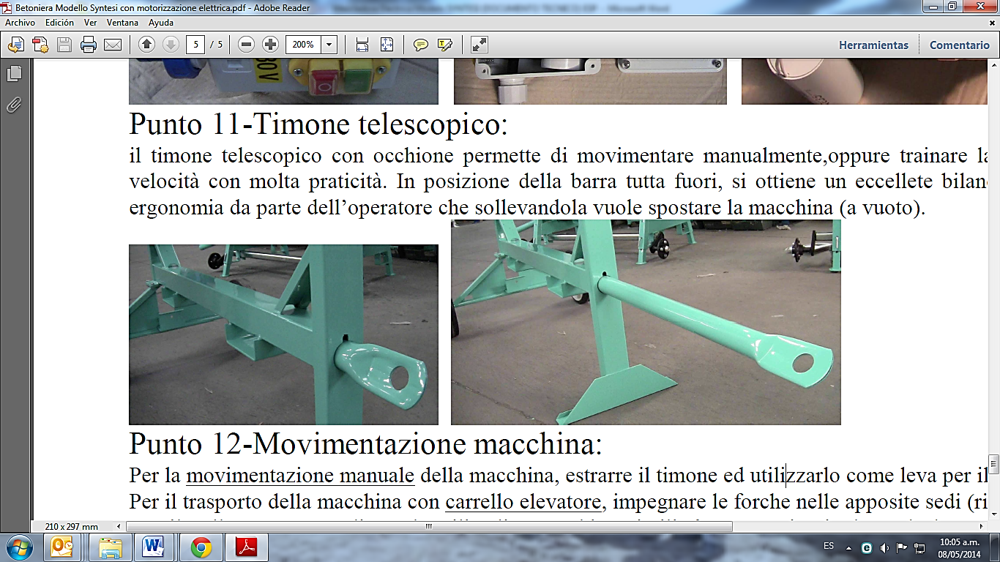 Betoniera Modello Syntesi con motorizzazione elettrica.pdf - Adobe Reader
Archivo Edición Ver Ventana Ayuda
5 / 5 200% Herramientas Comentario
Punto 11-Timone telescopico:
il timone telescopico con occhione permette di movimentare manualmente,oppure trainare la
velocità con molta praticità. In posizione della barra tutta fuori, si ottiene un eccellete bilan
ergonomia da parte dell’operatore che sollevandola vuole spostare la macchina (a vuoto).
Punto 12-Movimentazione macchina:
Per la movimentazione manuale della macchina, estrarre il timone ed utilizzarlo come leva per il
Per il trasporto della macchina con carrello elevatore, impegnare le forche nelle apposite sedi (ri
210 x 297 mm
ES 10:05 a.m.
08/05/2014